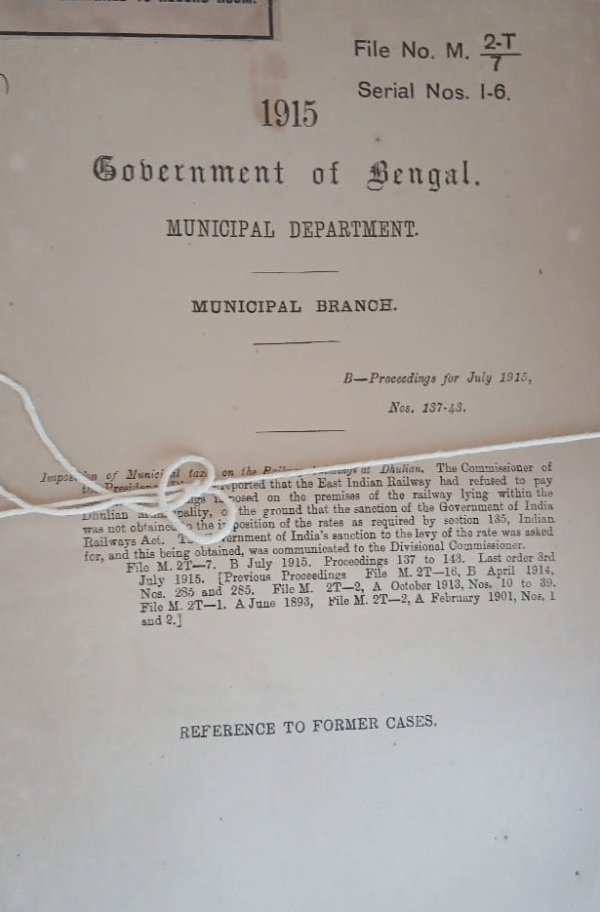 File No. M. 2-T/7
Serial Nos. 1-6.
1915
Government of Bengal.
MUNICIPAL DEPARTMENT.
MUNICIPAL BRANCH.
B—Proceedings for July 1915,
Nos. 137-43.
of on the at Dhulian. The Commissioner of
reported that the East Indian Railway had refused to pay
on the premises of the railway lying within the
Dhulian the ground that the sanction of the Government of India
was not obtained the of the rates as required by section 135, Indian
Railways Act. of India's sanction to the levy of the rate was asked
for, and this being obtained, was communicated to the Divisional Commissioner.
File M. 2T—7. B July 1915. Proceedings 137 to 143. Last order 3rd
July 1915. [Previous Proceedings File M. 2T—16, B April 1914,
Nos. 285 and 285. File M. 2T—2, A October 1913, Nos. 10 to 39.
File M. 2T—1. A June 1893, File M. 2T—2, A February 1901, Nos. 1
and 2.]
REFERENCE TO FORMER CASES.